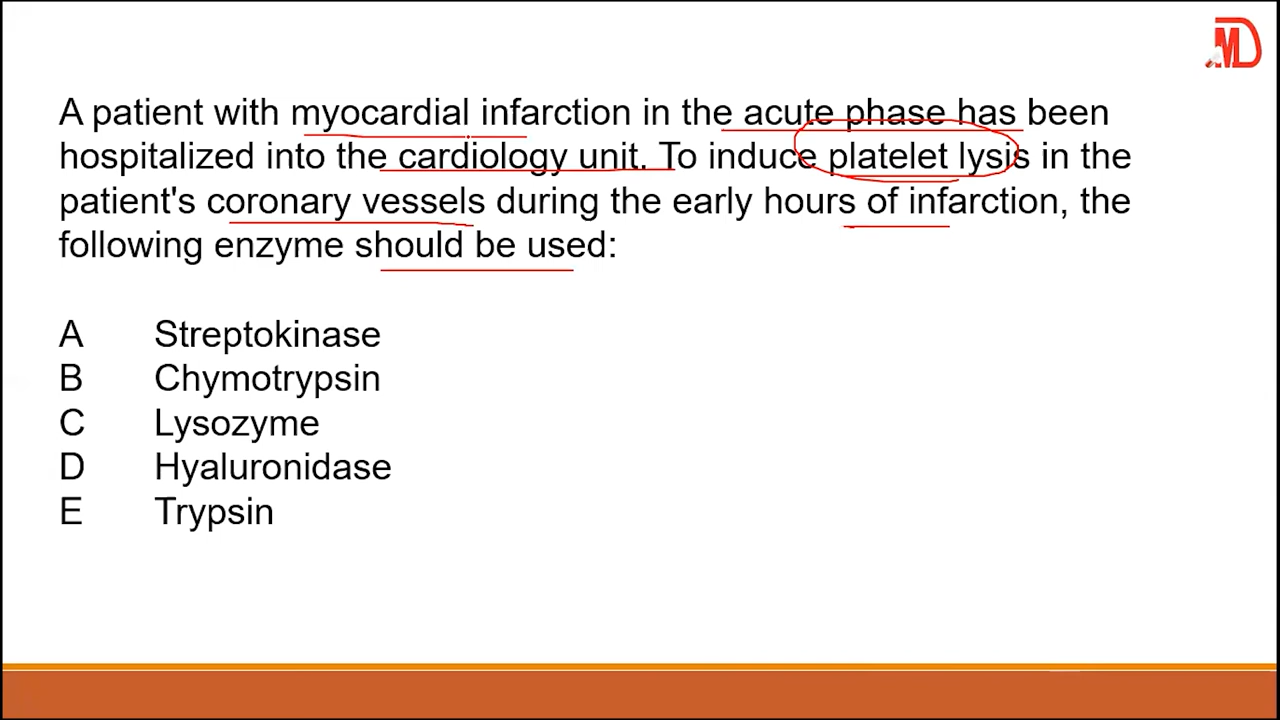 MD
A patient with myocardial infarction in the acute phase has been
hospitalized into the cardiology unit. To induce platelet lysis in the
patient's coronary vessels during the early hours of infarction, the
following enzyme should be used:
A Streptokinase
B Chymotrypsin
C Lysozyme
D Hyaluronidase
E Trypsin